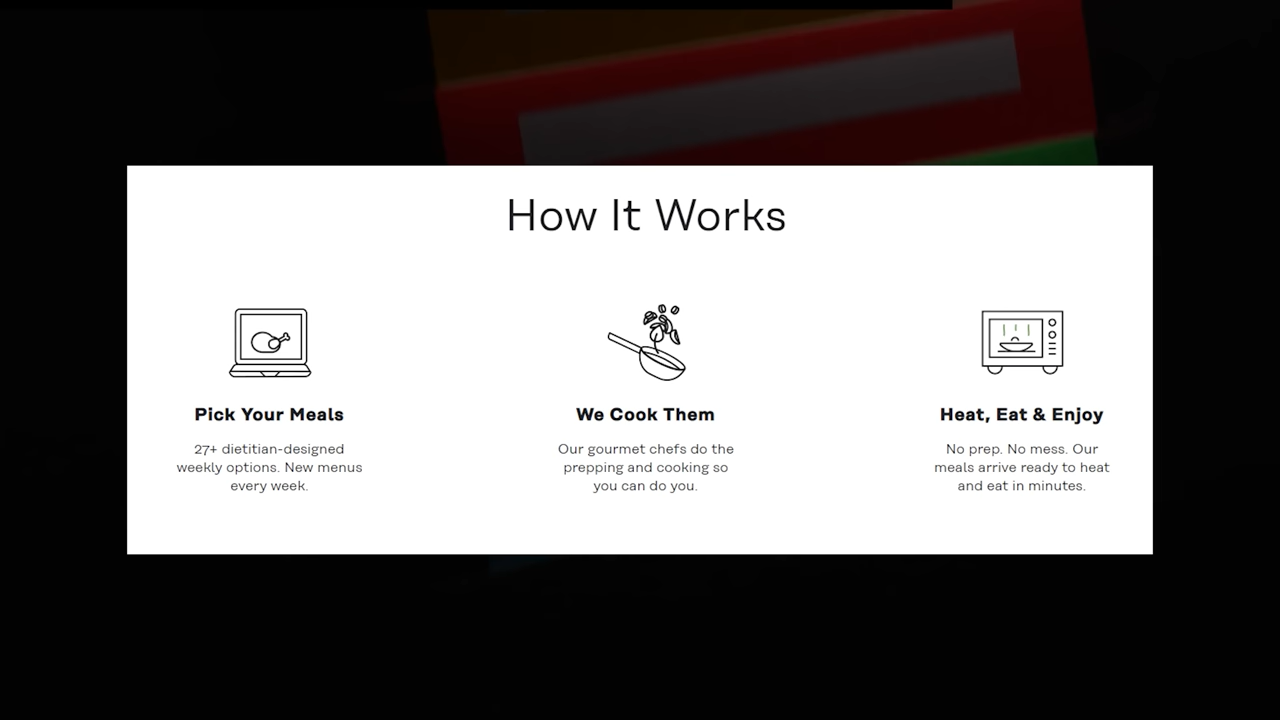 How It Works
Pick Your Meals
27+ dietitian-designed
weekly options. New menus
every week.
We Cook Them
Our gourmet chefs do the
prepping and cooking so
you can do you.
Heat, Eat & Enjoy
No prep. No mess. Our
meals arrive ready to heat
and eat in minutes.